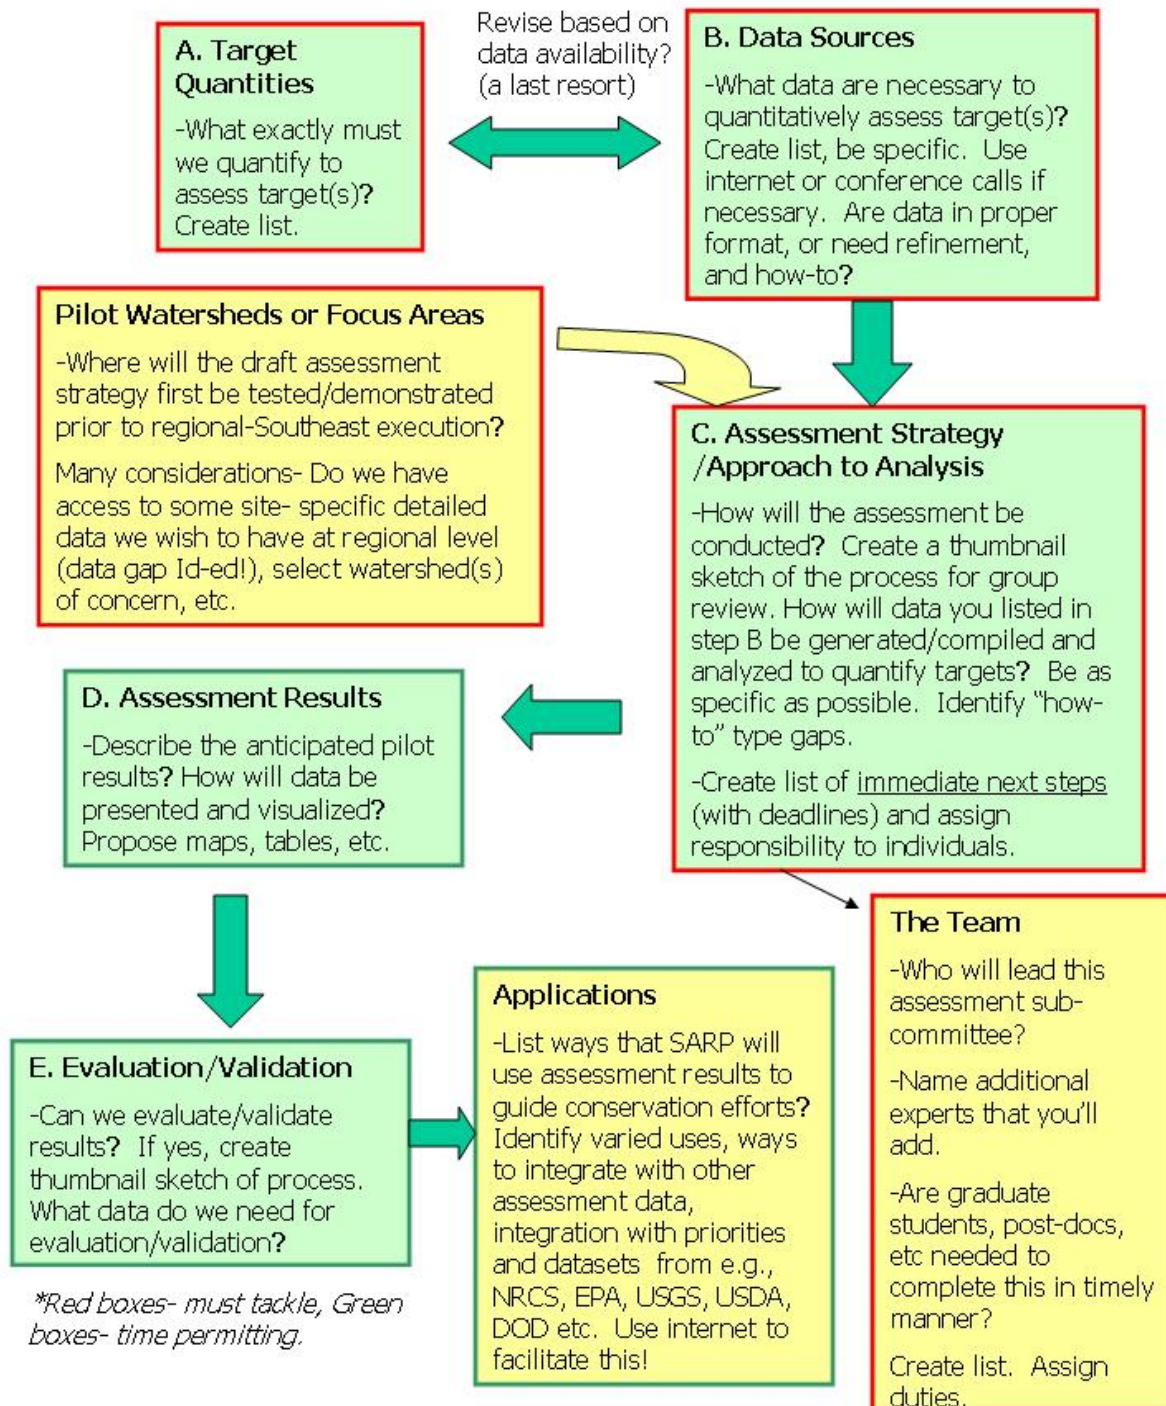 A. Target
Quantities
-What exactly must
we quantify to
assess target(s)?
Create list.
Revise based on
data availability?
(a last resort)
B. Data Sources
-What data are necessary to
quantitatively assess target(s)?
Create list, be specific.  Use
internet or conference calls if
necessary.  Are data in proper
format, or need refinement,
and how-to?
Pilot Watersheds or Focus Areas
-Where will the draft assessment
strategy first be tested/demonstrated
prior to regional-Southeast execution?
Many considerations- Do we have
access to some site- specific detailed
data we wish to have at regional level
(data gap Id-ed!), select watershed(s)
of concern, etc.
C. Assessment Strategy
/Approach to Analysis
-How will the assessment be
conducted?  Create a thumbnail
sketch of the process for group
review. How will data you listed in
step B be generated/compiled and
analyzed to quantify targets?  Be as
specific as possible.  Identify "how-
to" type gaps.
-Create list of immediate next steps
(with deadlines) and assign
responsibility to individuals.
D. Assessment Results
-Describe the anticipated pilot
results? How will data be
presented and visualized?
Propose maps, tables, etc.
The Team
-Who will lead this
assessment sub-
committee?
-Name additional
experts that you'll
add.
-Are graduate
students, post-docs,
etc needed to
complete this in timely
manner?
Create list.  Assign
duties.
E. Evaluation/Validation
-Can we evaluate/validate
results?  If yes, create
thumbnail sketch of process.
What data do we need for
evaluation/validation?
Applications
-List ways that SARP will
use assessment results to
guide conservation efforts?
Identify varied uses, ways
to integrate with other
assessment data,
integration with priorities
and datasets  from e.g.,
NRCS, EPA, USGS, USDA,
DOD etc.  Use internet to
facilitate this!
*Red boxes- must tackle, Green
boxes- time permitting.